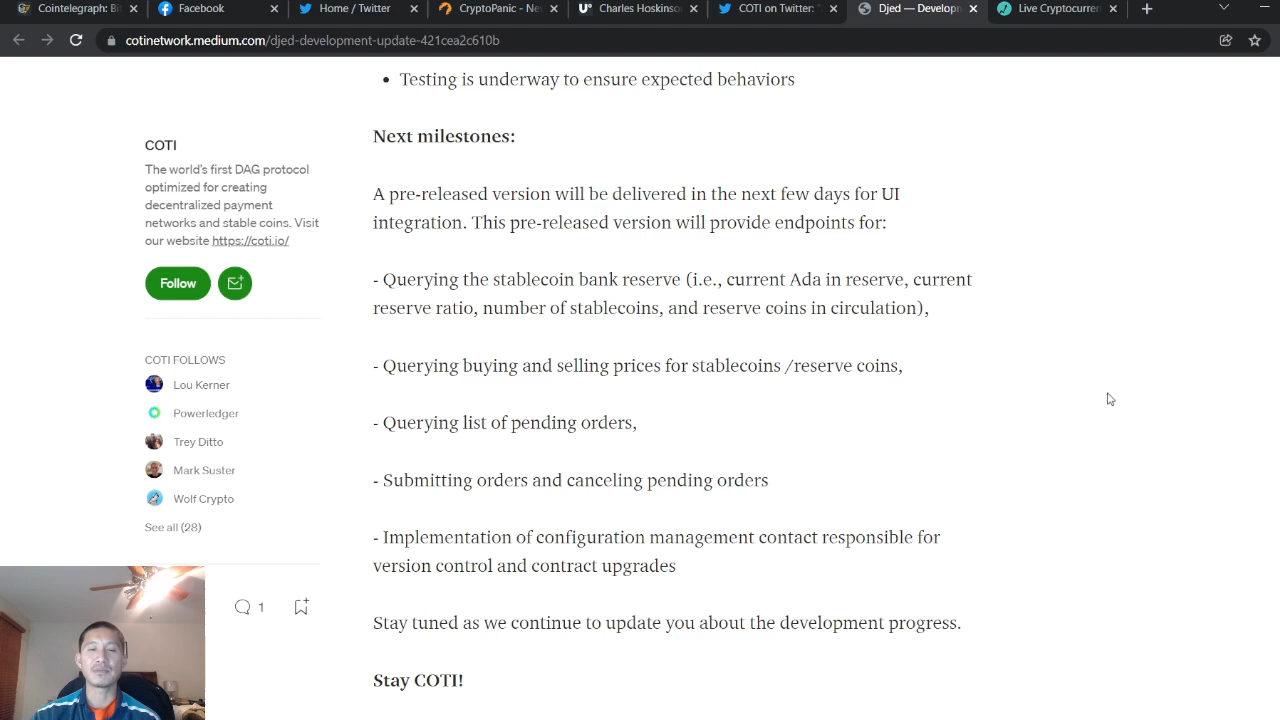 Cointelegraph: Bit
Facebook
Home / Twitter
CryptoPanic - Ne
Charles Hoskinso
COTI on Twitter: "
Djed — Developn
Live Cryptocurren
cotinetwork.medium.com/djed-development-update-421cea2c610b
• Testing is underway to ensure expected behaviors
COTI
The world's first DAG protocol
optimized for creating
decentralized payment
networks and stable coins. Visit
our website https://coti.io/
Follow
COTI FOLLOWS
Lou Kerner
Powerledger
Trey Ditto
Mark Suster
Wolf Crypto
See all (28)
1
Next milestones:
A pre-released version will be delivered in the next few days for UI
integration. This pre-released version will provide endpoints for:
- Querying the stablecoin bank reserve (i.e., current Ada in reserve, current
reserve ratio, number of stablecoins, and reserve coins in circulation),
- Querying buying and selling prices for stablecoins /reserve coins,
- Querying list of pending orders,
- Submitting orders and canceling pending orders
- Implementation of configuration management contact responsible for
version control and contract upgrades
Stay tuned as we continue to update you about the development progress.
Stay COTI!